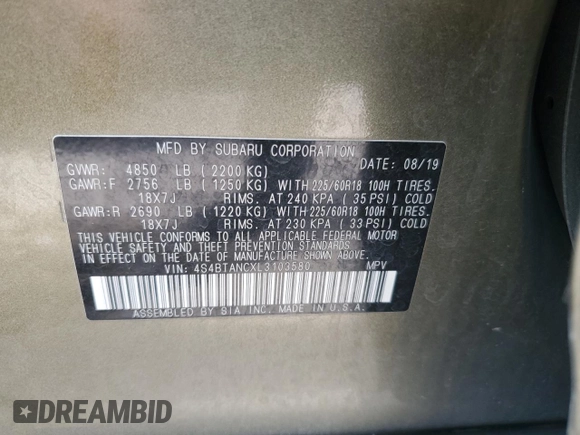 MFD BY SUBARU CORPORATION
GVWR: 4850 LB (2200 KG) DATE: 08/19
GAWR:F 2756 LB (1250 KG) WITH 225/60R18 100H TIRES.
18X7J RIMS. AT 240 KPA (35 PSI) COLD
GAWR:R 2690 LB (1220 KG) WITH 225/60R18 100H TIRES.
18X7J RIMS. AT 230 KPA (33 PSI) COLD
THIS VEHICLE CONFORMS TO ALL APPLICABLE FEDERAL MOTOR
VEHICLE SAFETY AND THEFT PREVENTION STANDARDS
IN EFFECT ON THE DATE OF MANUFACTURE SHOWN ABOVE.
VIN: 4S4BTANCXL3103580 MPV
ASSEMBLED BY SIA INC. MADE IN U.S.A.
DREAMBID